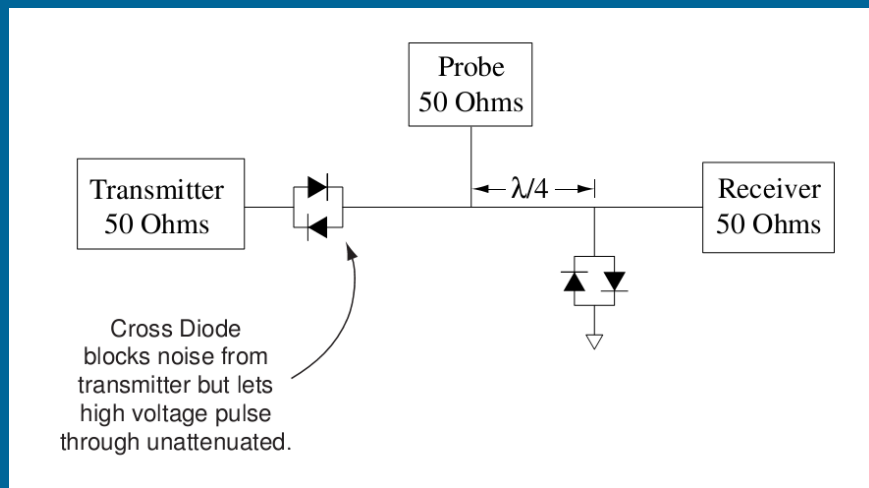 Probe
50 Ohms
Transmitter
50 Ohms
λ/4
Receiver
50 Ohms
Cross Diode
blocks noise from
transmitter but lets
high voltage pulse
through unattenuated.